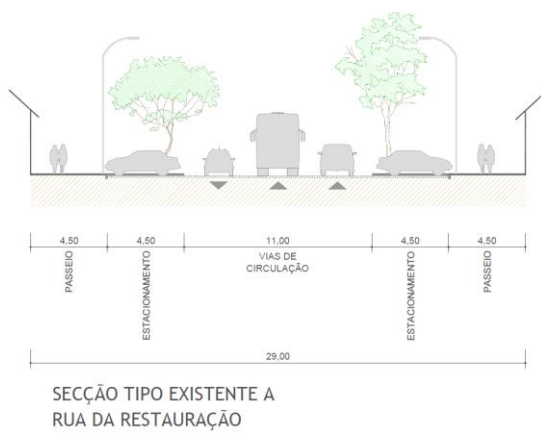 4,50 4,50 11,00 4,50 4,50
PASSEIO
ESTACIONAMENTO
VIAS DE
CIRCULAÇÃO
ESTACIONAMENTO
PASSEIO
29,00
SECÇÃO TIPO EXISTENTE A
RUA DA RESTAURAÇÃO